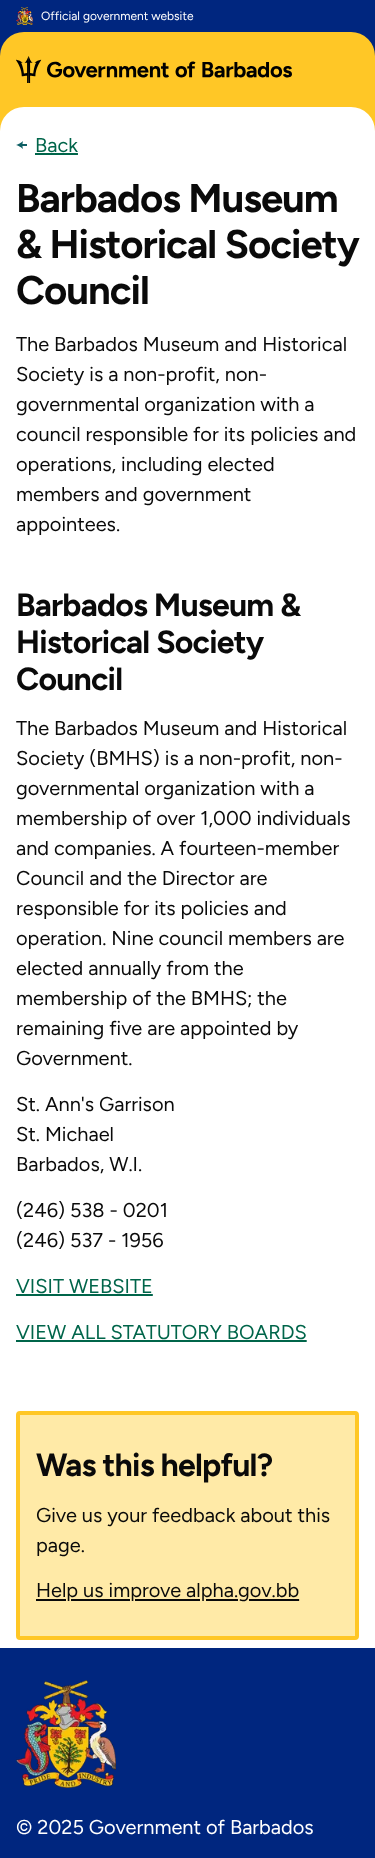 Official government website
Government of Barbados
Back
Barbados Museum
& Historical Society
Council
The Barbados Museum and Historical
Society is a non-profit, non-
governmental organization with a
council responsible for its policies and
operations, including elected
members and government
appointees.
Barbados Museum &
Historical Society
Council
The Barbados Museum and Historical
Society (BMHS) is a non-profit, non-
governmental organization with a
membership of over 1,000 individuals
and companies. A fourteen-member
Council and the Director are
responsible for its policies and
operation. Nine council members are
elected annually from the
membership of the BMHS; the
remaining five are appointed by
Government.
St. Ann's Garrison
St. Michael
Barbados, W.I.
(246) 538 - 0201
(246) 537 - 1956
VISIT WEBSITE
VIEW ALL STATUTORY BOARDS
Was this helpful?
Give us your feedback about this
page.
Help us improve alpha.gov.bb
PRIDE AND INDUSTRY
© 2025 Government of Barbados